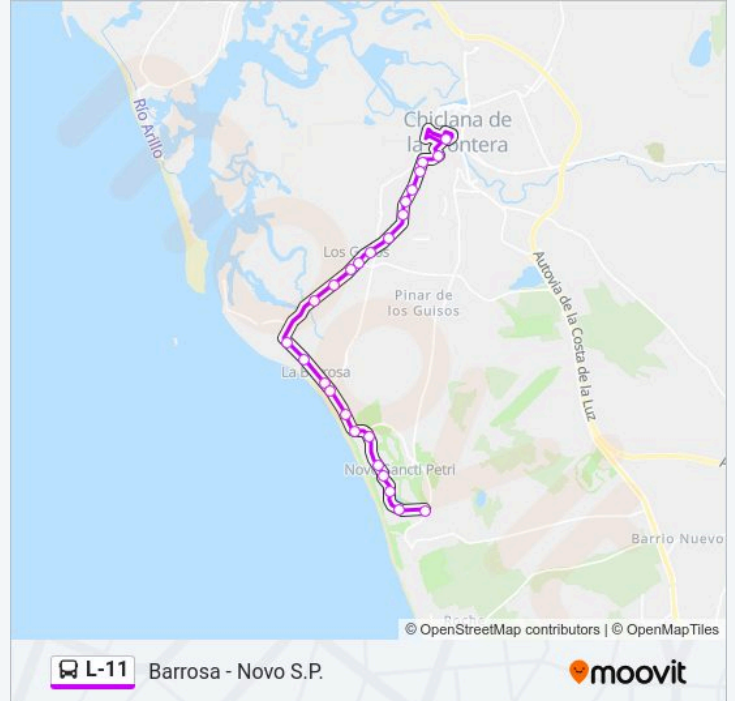 Chiclana de
la Frontera
Río Arillo
Los Gallos
Autovía de la Costa de la Luz
Pinar de
los Guisos
La Barrosa
Novo Sancti Petri
A
Barrio Nuevo
© OpenStreetMap contributors | © OpenMapTiles
L-11
Barrosa - Novo S.P.
moovit